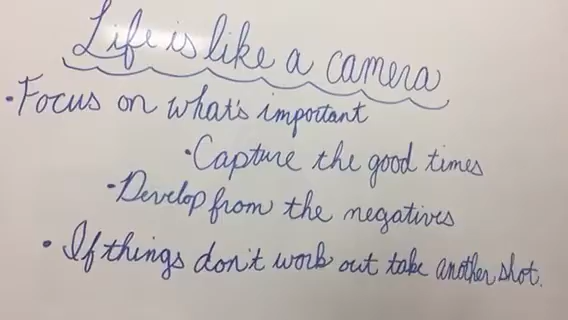 Life is like a camera
•Focus on what's important
•Capture the good times
•Develop from the negatives
• If things don't work out take another shot.